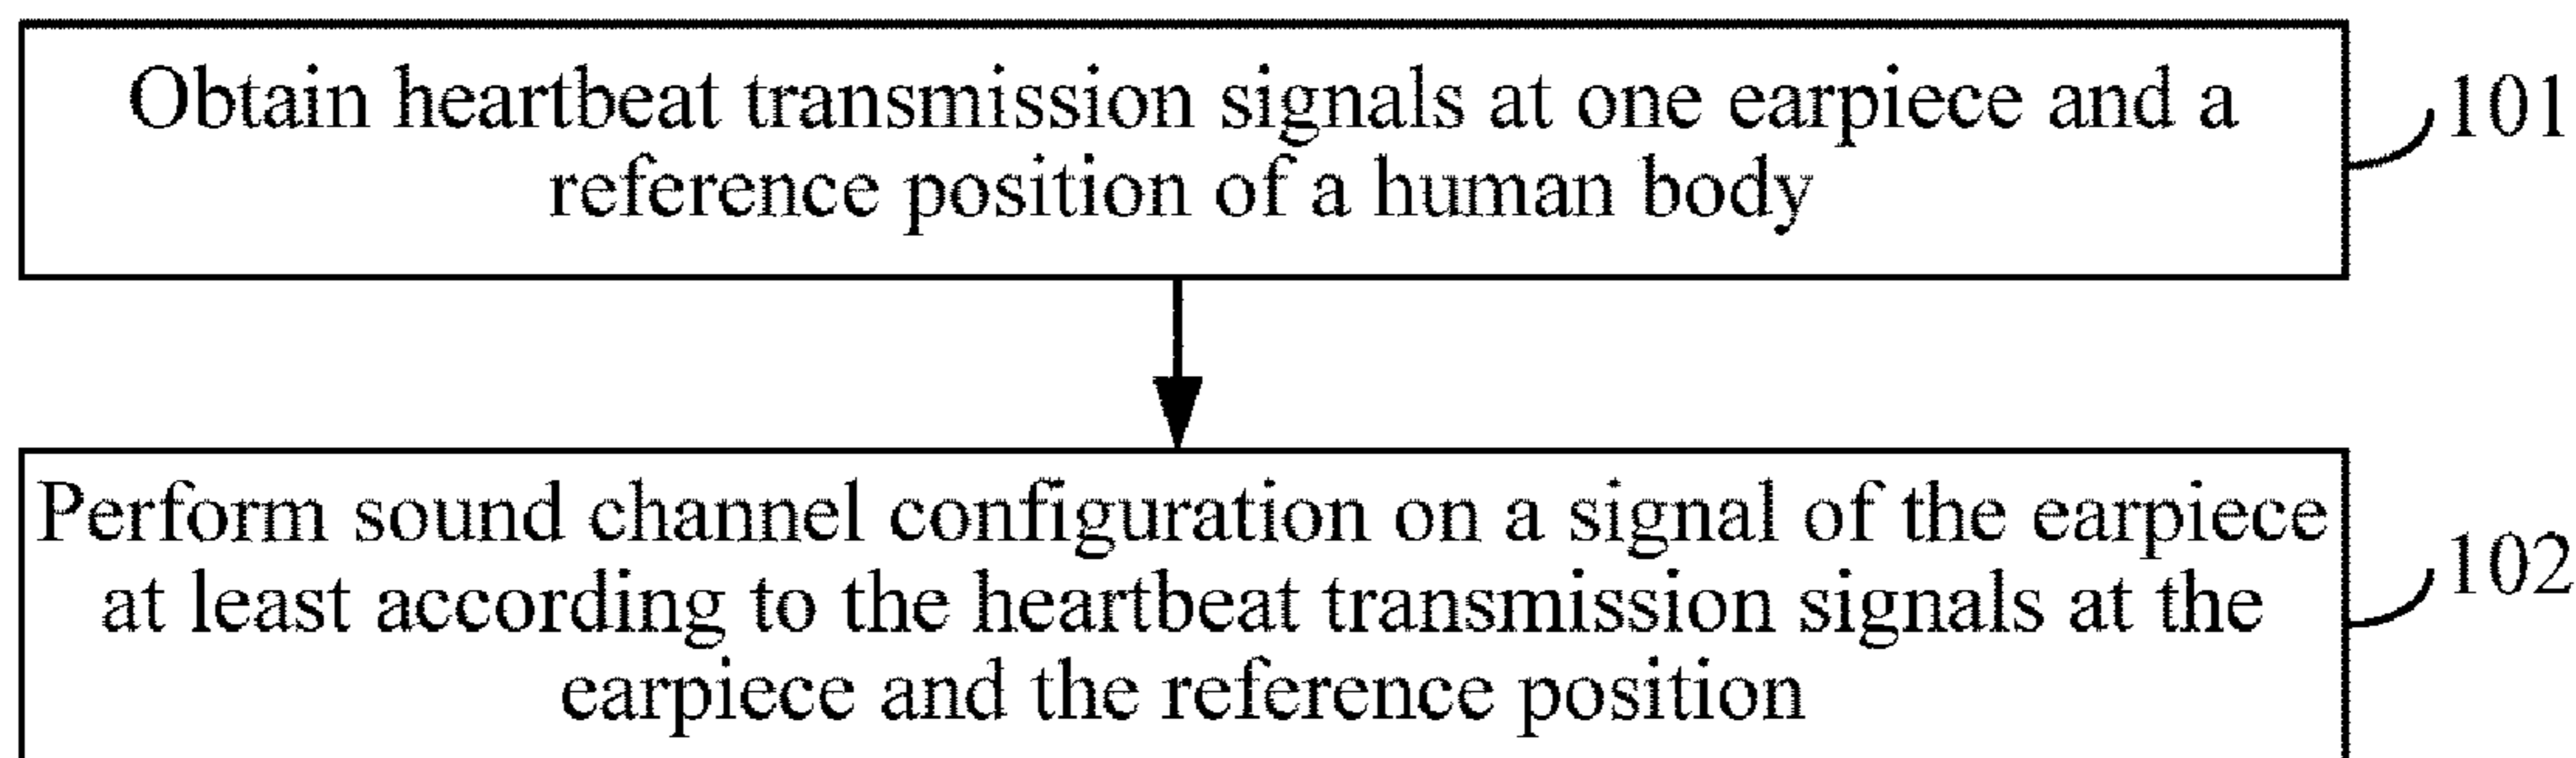 Obtain heartbeat transmission signals at one earpiece and a
reference position of a human body
101
Perform sound channel configuration on a signal of the earpiece
at least according to the heartbeat transmission signals at the
earpiece and the reference position
102